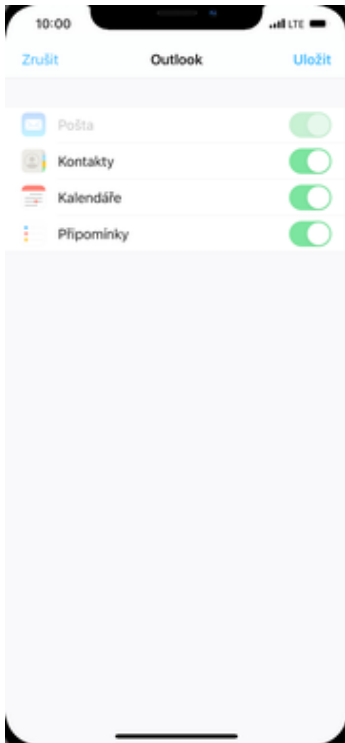 10:00 LTE
Zrušit Outlook Uložit
Pošta
Kontakty
Kalendáře
Připomínky